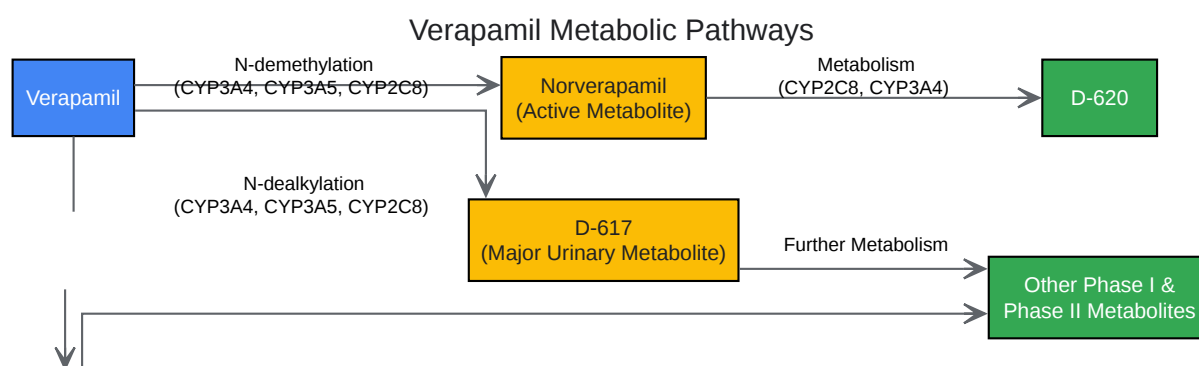 Verapamil Metabolic Pathways
N-demethylation
(CYP3A4, CYP3A5, CYP2C8)
Metabolism
(CYP2C8, CYP3A4)
Verapamil
Norverapamil
(Active Metabolite)
D-620
N-dealkylation
(CYP3A4, CYP3A5, CYP2C8)
D-617
(Major Urinary Metabolite)
Further Metabolism
Other Phase I &
Phase II Metabolites